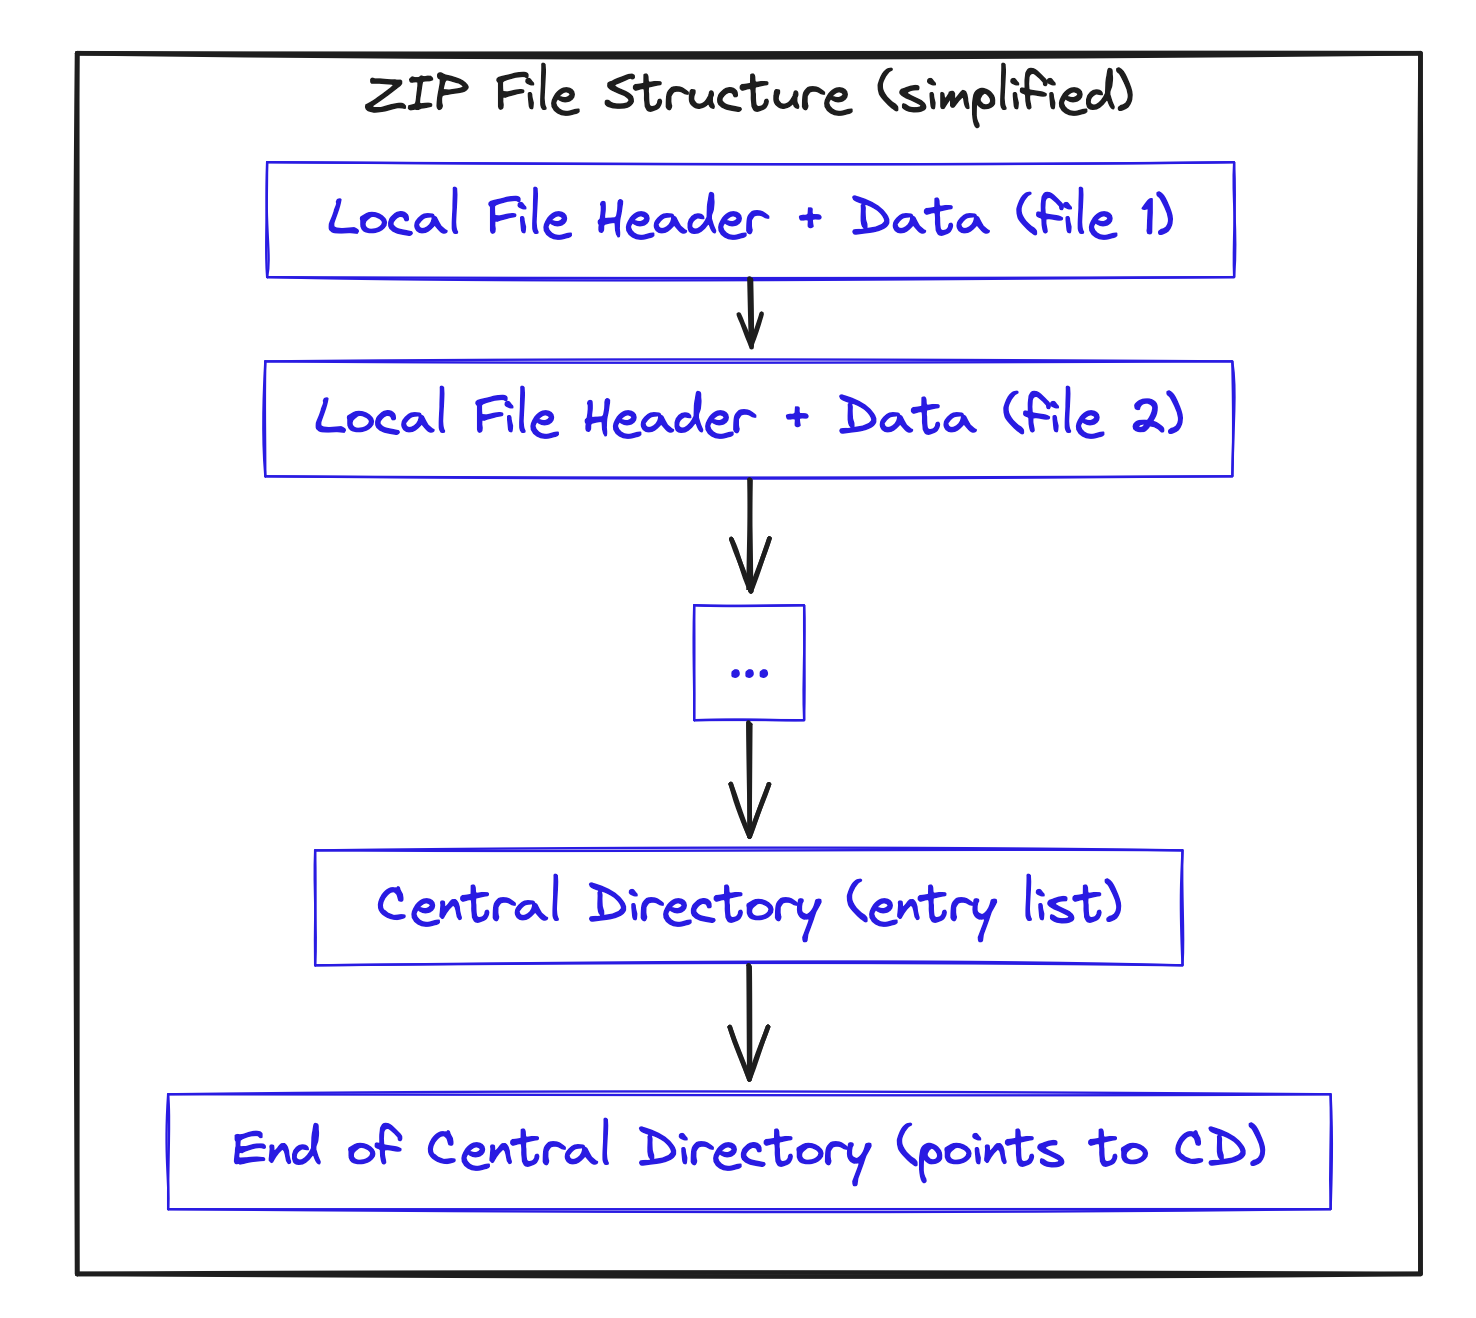 ZIP File Structure (simplified)
Local File Header + Data (file 1)
Local File Header + Data (file 2)
...
Central Directory (entry list)
End of Central Directory (points to CD)